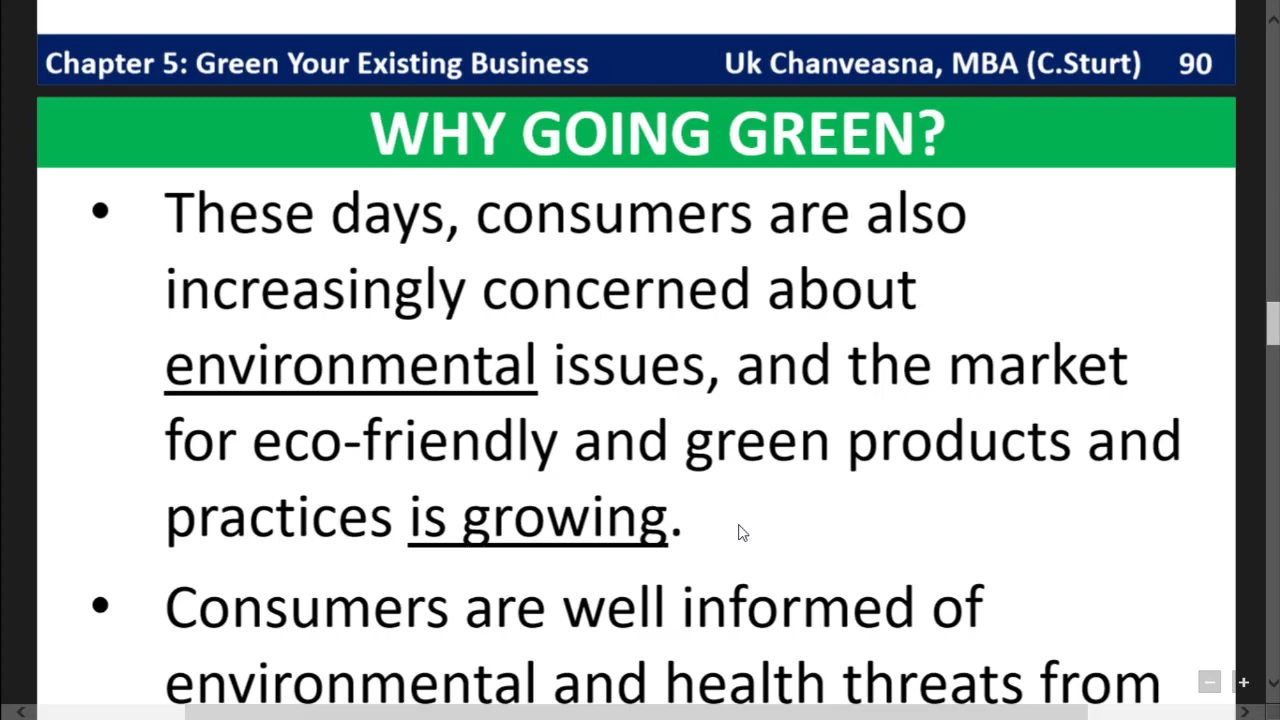 Chapter 5: Green Your Existing Business Uk Chanveasna, MBA (C.Sturt) 90
WHY GOING GREEN?
• These days, consumers are also
increasingly concerned about
environmental issues, and the market
for eco-friendly and green products and
practices is growing.
• Consumers are well informed of
environmental and health threats from